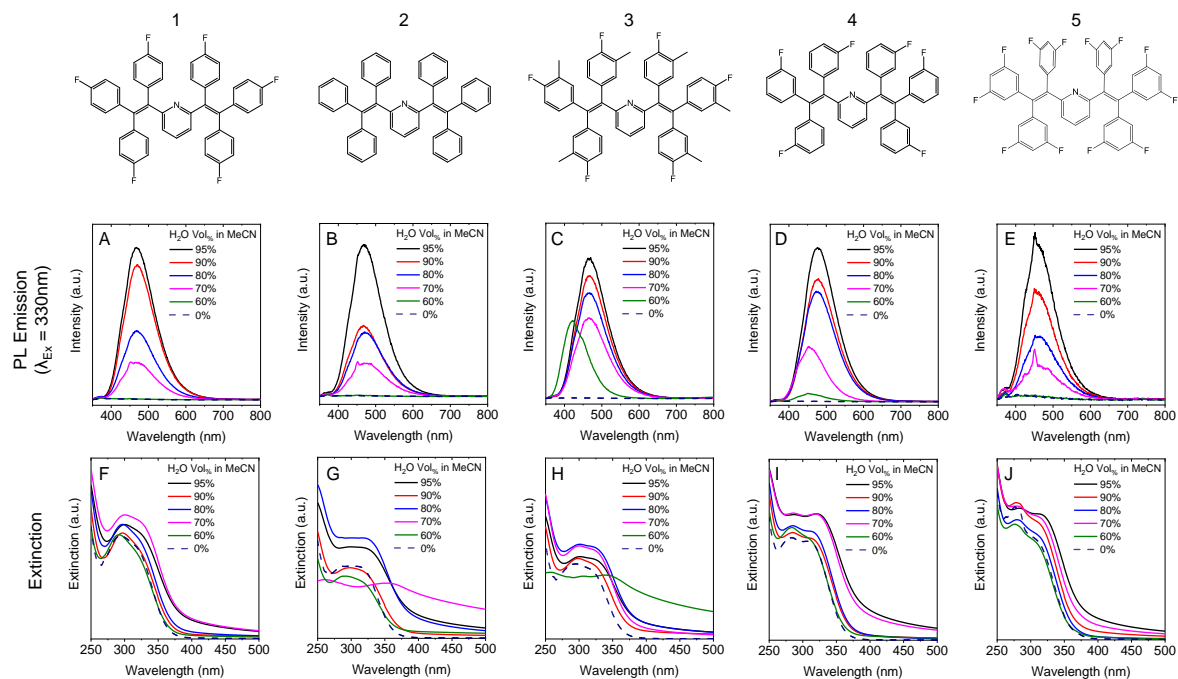 1 2 3 4 5
F F F F F F
N
N
F F F F F F
N
F F F F F F
N
F F F F F F F F F F F F
N
PL Emission
(λEx = 330nm)
A
H2O Vol% in MeCN
95%
90%
80%
70%
60%
0%
Intensity (a.u.)
400 500 600 700 800
Wavelength (nm)
B
H2O Vol% in MeCN
95%
90%
80%
70%
60%
0%
Intensity (a.u.)
400 500 600 700 800
Wavelength (nm)
C
H2O Vol% in MeCN
95%
90%
80%
70%
60%
0%
Intensity (a.u.)
400 500 600 700 800
Wavelength (nm)
D
H2O Vol% in MeCN
95%
90%
80%
70%
60%
0%
Intensity (a.u.)
400 500 600 700 800
Wavelength (nm)
E
H2O Vol% in MeCN
95%
90%
80%
70%
60%
0%
Intensity (a.u.)
400 500 600 700 800
Wavelength (nm)
Extinction
F
H2O Vol% in MeCN
95%
90%
80%
70%
60%
0%
Extinction (a.u.)
250 300 350 400 450 500
Wavelength (nm)
G
H2O Vol% in MeCN
95%
90%
80%
70%
60%
0%
Extinction (a.u.)
250 300 350 400 450 500
Wavelength (nm)
H
H2O Vol% in MeCN
95%
90%
80%
70%
60%
0%
Extinction (a.u.)
250 300 350 400 450 500
Wavelength (nm)
I
H2O Vol% in MeCN
95%
90%
80%
70%
60%
0%
Extinction (a.u.)
250 300 350 400 450 500
Wavelength (nm)
J
H2O Vol% in MeCN
95%
90%
80%
70%
60%
0%
Extinction (a.u.)
250 300 350 400 450 500
Wavelength (nm)